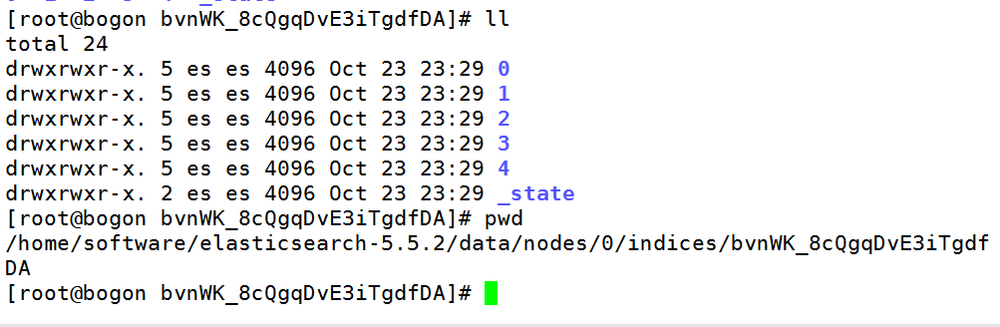 [root@bogon bvnWK_8cQgqDvE3iTgdfDA]# ll
total 24
drwxrwxr-x. 5 es es 4096 Oct 23 23:29 0
drwxrwxr-x. 5 es es 4096 Oct 23 23:29 1
drwxrwxr-x. 5 es es 4096 Oct 23 23:29 2
drwxrwxr-x. 5 es es 4096 Oct 23 23:29 3
drwxrwxr-x. 5 es es 4096 Oct 23 23:29 4
drwxrwxr-x. 2 es es 4096 Oct 23 23:29 _state
[root@bogon bvnWK_8cQgqDvE3iTgdfDA]# pwd
/home/software/elasticsearch-5.5.2/data/nodes/0/indices/bvnWK_8cQgqDvE3iTgdf
DA
[root@bogon bvnWK_8cQgqDvE3iTgdfDA]#